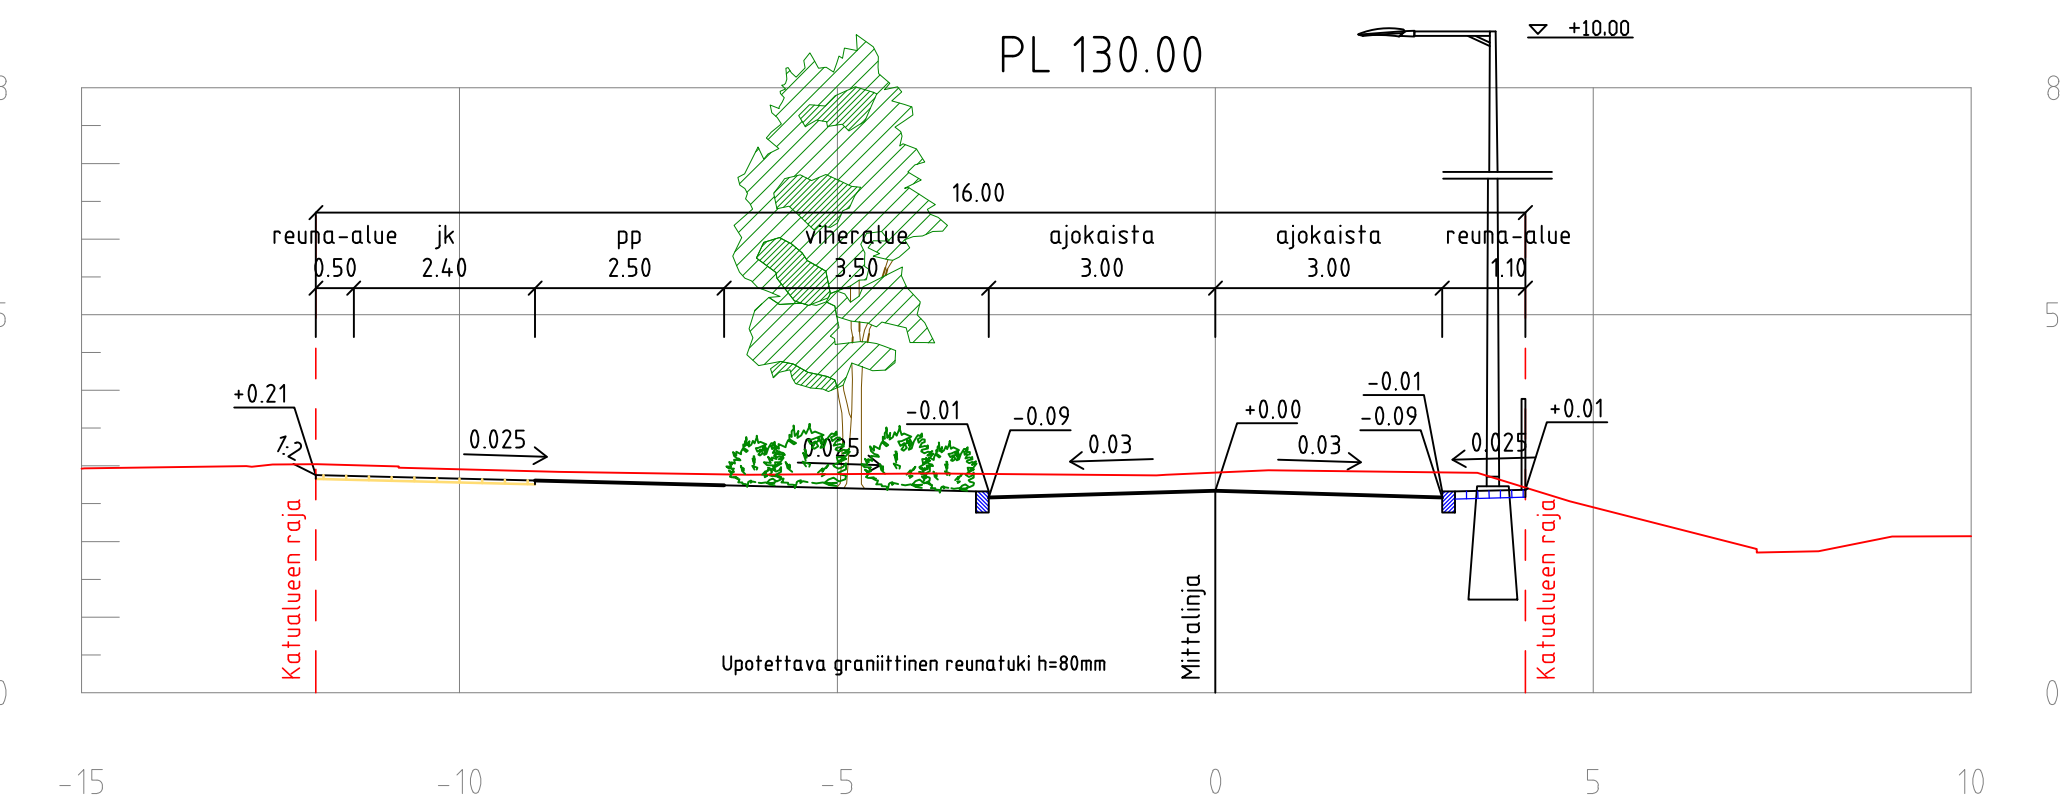 PL 130.00
+10.00
8 8
16.00
reuna-alue jk pp viheralue ajokaista ajokaista reuna-alue
0.50 2.40 2.50 3.50 3.00 3.00 1.10
5 5
+0.21 -0.01 -0.09 +0.00 -0.01 -0.09 +0.01
1:2 0.025 0.025 0.03 0.03 0.025
Katualueen raja
Mittalinja
Katualueen raja
Upotettava graniittinen reunatuki h=80mm
0 0
-15 -10 -5 0 5 10